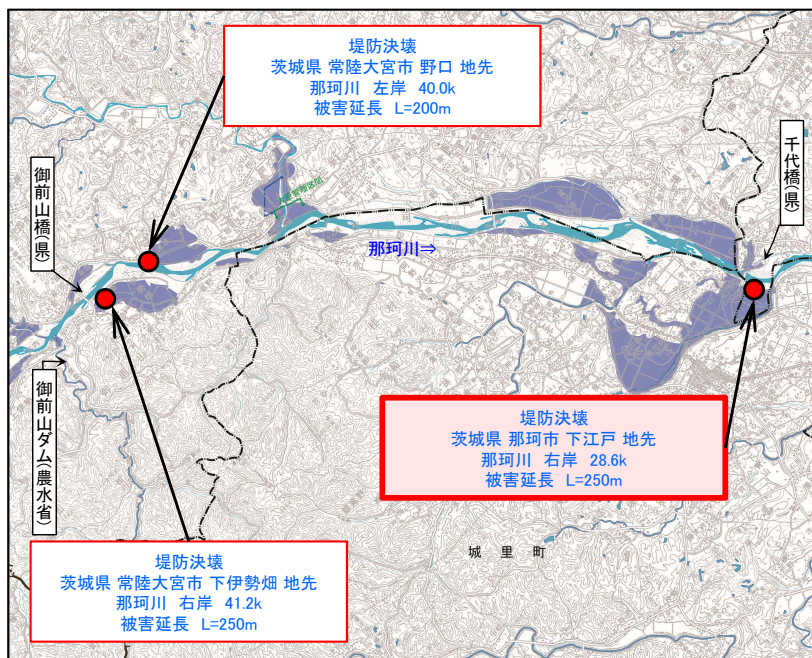 堤防決壊
茨城県 常陸大宮市 野口 地先
那珂川 左岸 40.0k
被害延長 L=200m
千代橋(県)
御前山橋(県)
那珂川⇒
御前山ダム(農水省)
堤防決壊
茨城県 那珂市 下江戸 地先
那珂川 右岸 28.6k
被害延長 L=250m
城里町
堤防決壊
茨城県 常陸大宮市 下伊勢畑 地先
那珂川 右岸 41.2k
被害延長 L=250m